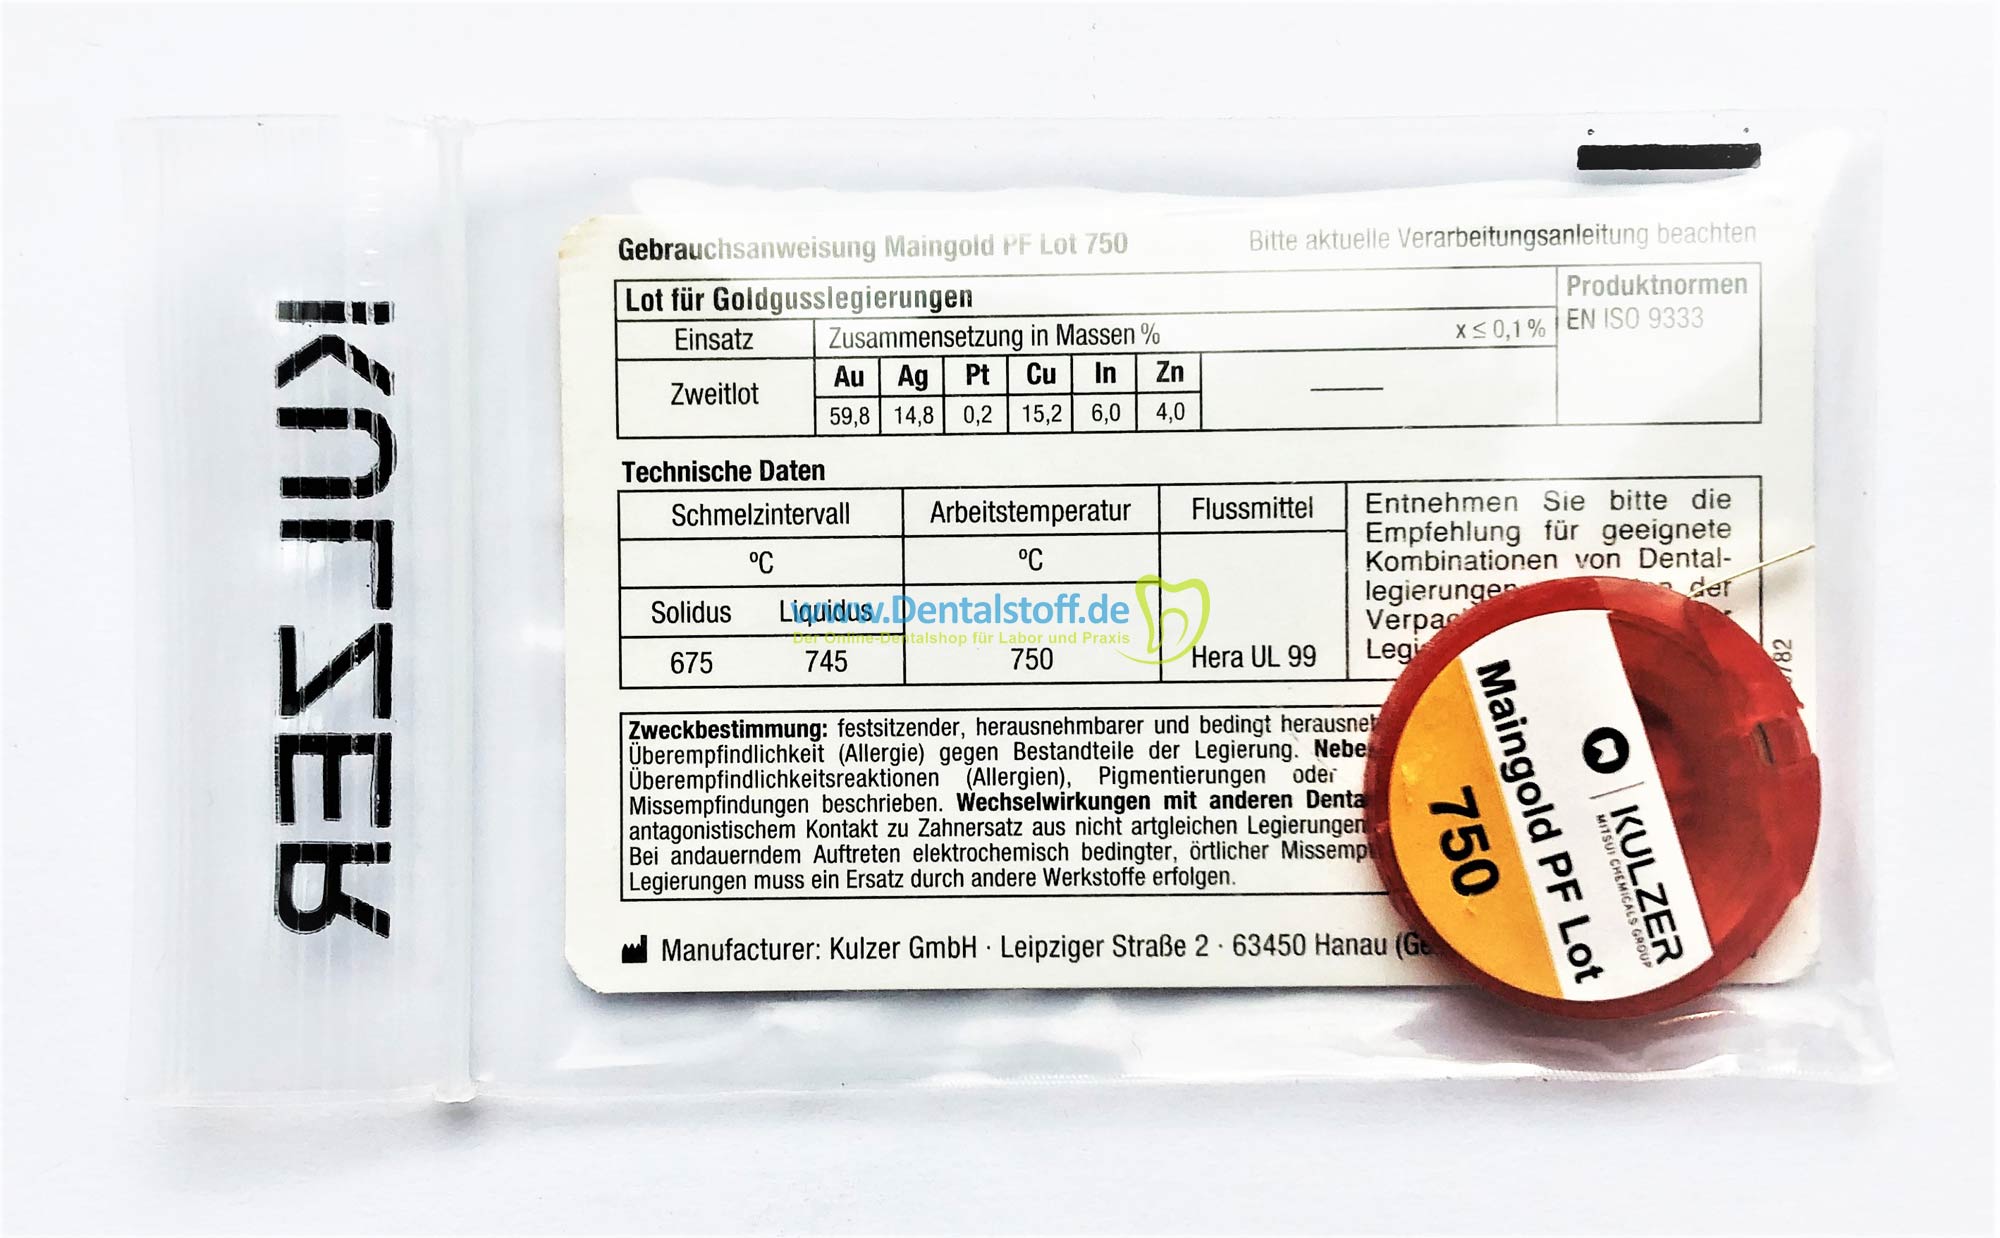 KULZER
Gebrauchsanweisung Maingold PF Lot 750 Bitte aktuelle Verarbeitungsanleitung beachten
Lot für Goldgusslegierungen Produktnormen
Einsatz Zusammensetzung in Massen % x ≤ 0,1 % EN ISO 9333
Zweitlot Au Ag Pt Cu In Zn
59,8 14,8 0,2 15,2 6,0 4,0
Technische Daten
Schmelzintervall Arbeitstemperatur Flussmittel
ºC ºC
Solidus Liquidus
675 745 750 Hera UL 99
Entnehmen Sie bitte die
Empfehlung für geeignete
Kombinationen von Dental-
legierungen der
www.Dentalstoff.de
Der Online-Dentalshop für Labor und Praxis
Zweckbestimmung: festsitzender, herausnehmbarer und bedingt
Überempfindlichkeit (Allergie) gegen Bestandteile der Legierung.
Überempfindlichkeitsreaktionen (Allergien), Pigmentierungen oder
Missempfindungen beschrieben. Wechselwirkungen mit anderen
antagonistischem Kontakt zu Zahnersatz aus nicht artgleichen Legierungen
Bei andauerndem Auftreten elektrochemisch bedingter, örtlicher
Legierungen muss ein Ersatz durch andere Werkstoffe erfolgen.
Manufacturer: Kulzer GmbH · Leipziger Straße 2 · 63450 Hanau
KULZER
MITSUI CHEMICALS GROUP
Maingold PF Lot
750